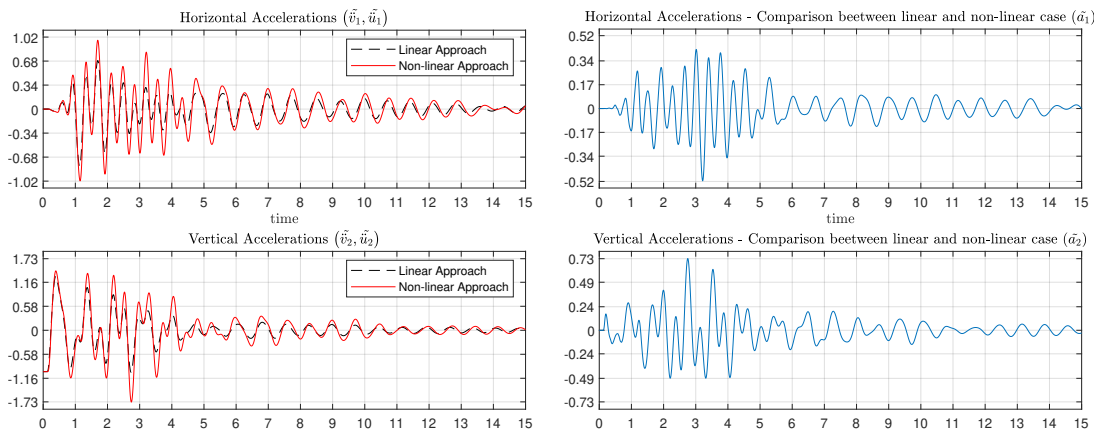 Horizontal Accelerations (ṽ̈₁, ũ̈₁)
1.02
0.68
0.34
0
-0.34
-0.68
-1.02
Linear Approach
Non-linear Approach
0 1 2 3 4 5 6 7 8 9 10 11 12 13 14 15
time
Horizontal Accelerations - Comparison beetween linear and non-linear case (ã₁)
0.52
0.34
0.17
0
-0.17
-0.34
-0.52
0 1 2 3 4 5 6 7 8 9 10 11 12 13 14 15
time
Vertical Accelerations (ṽ̈₂, ũ̈₂)
1.73
1.16
0.58
0
-0.58
-1.16
-1.73
Linear Approach
Non-linear Approach
0 1 2 3 4 5 6 7 8 9 10 11 12 13 14 15
Vertical Accelerations - Comparison beetween linear and non-linear case (ã₂)
0.73
0.49
0.24
0
-0.24
-0.49
-0.73
0 1 2 3 4 5 6 7 8 9 10 11 12 13 14 15